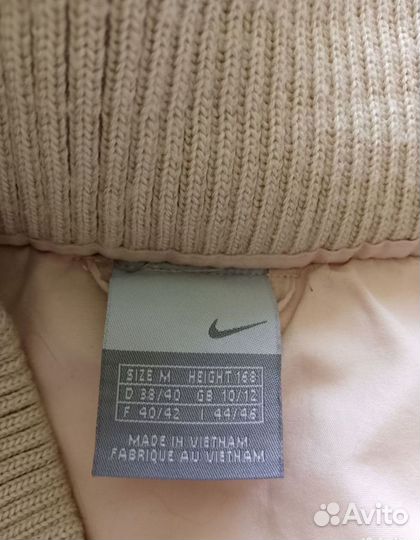 SIZE M HEIGHT 168
D 38/40 GB 10/12
F 40/42 I 44/46
MADE IN VIETNAM
FABRIQUE AU VIETNAM
Avito